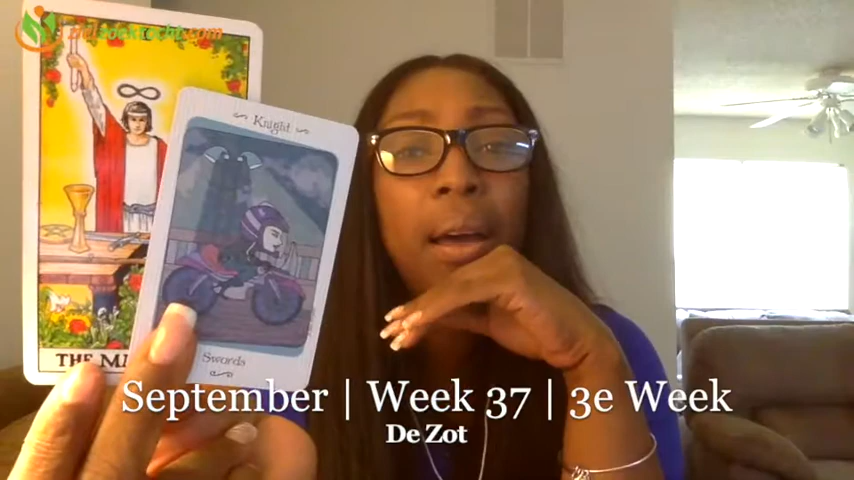 Knight
THE MA
Swords
September | Week 37 | 3e Week
De Zot